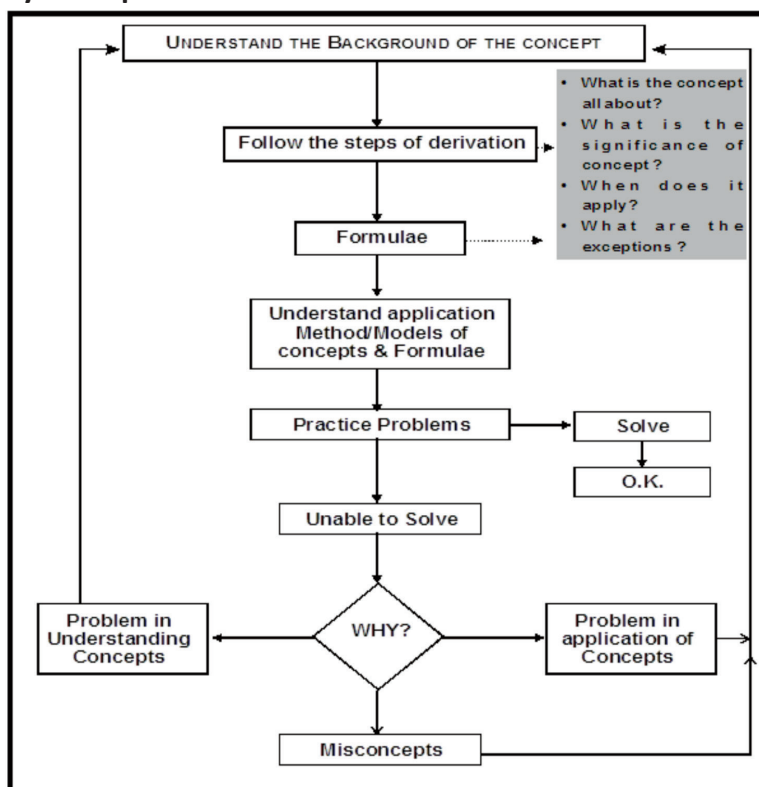 UNDERSTAND THE BACKGROUND OF THE CONCEPT
• What is the concept
all about?
• What is the
significance of
concept?
• When does it
apply?
• What are the
exceptions ?
Follow the steps of derivation
Formulae
Understand application
Method/Models of
concepts & Formulae
Practice Problems
Solve
O.K.
Unable to Solve
WHY?
Problem in
Understanding
Concepts
Problem in
application of
Concepts
Misconcepts